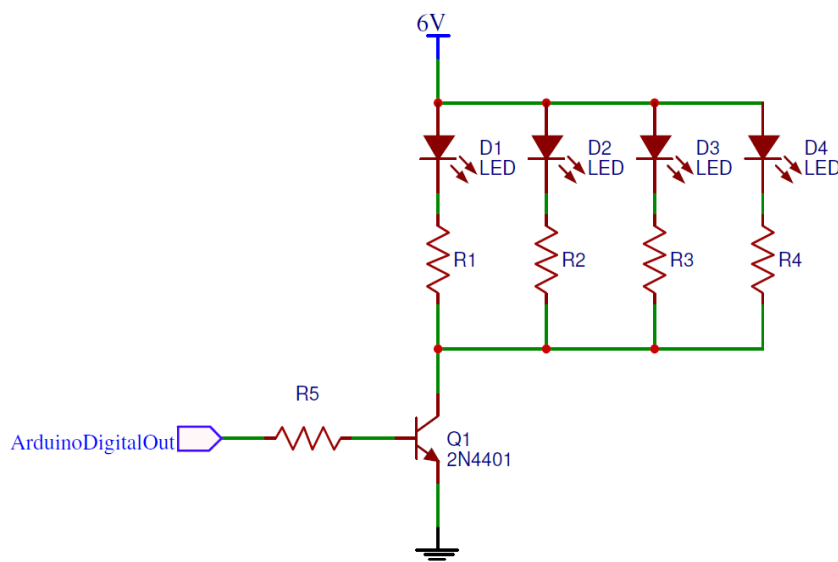 6V
D1
LED
D2
LED
D3
LED
D4
LED
R1
R2
R3
R4
R5
ArduinoDigitalOut
Q1
2N4401